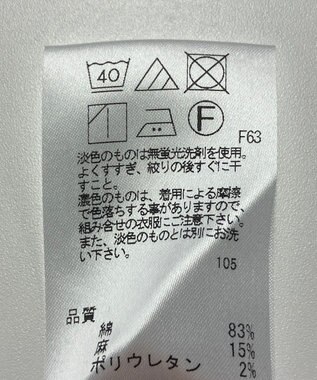 40
F
F63
淡色のものは無蛍光洗剤を使用。
よくすすぎ、絞りの後すぐに干
すこと。
濃色のものは、着用による摩擦
で色落ちする事がありますので、
組み合せの衣服にご注意下さい。
また、淡色のものとは別にお洗
い下さい。
105
品質
綿 83%
麻 15%
ポリウレタン 2%